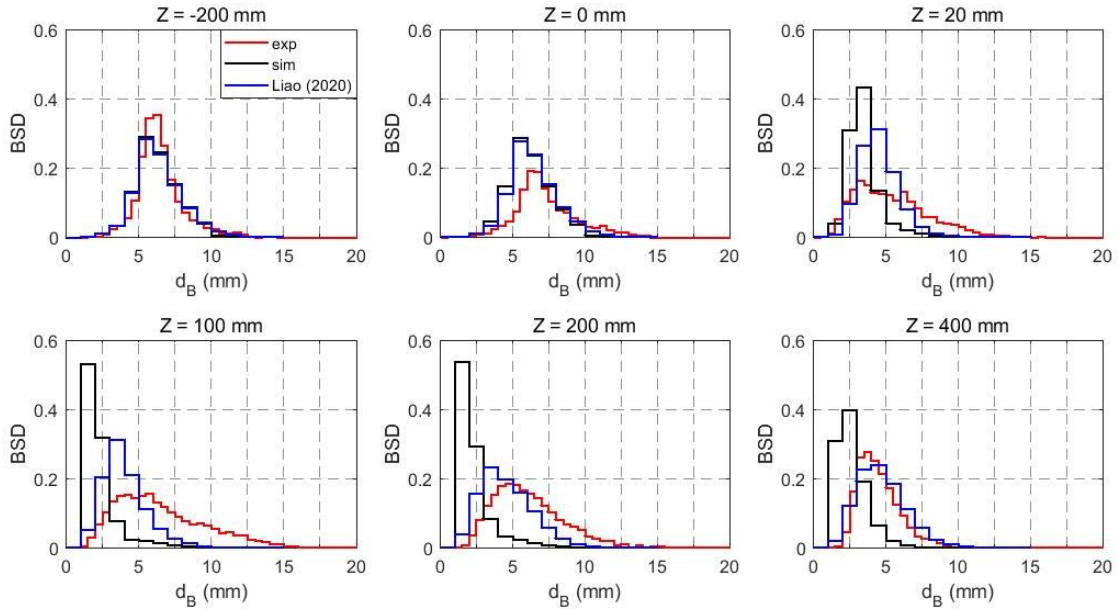 Z = -200 mm
Z = 0 mm
Z = 20 mm
0.6
0.4
0.2
0
BSD
exp
sim
Liao (2020)
0 5 10 15 20
d_B (mm)
0.6
0.4
0.2
0
BSD
0 5 10 15 20
d_B (mm)
0.6
0.4
0.2
0
BSD
0 5 10 15 20
d_B (mm)
Z = 100 mm
Z = 200 mm
Z = 400 mm
0.6
0.4
0.2
0
BSD
0 5 10 15 20
d_B (mm)
0.6
0.4
0.2
0
BSD
0 5 10 15 20
d_B (mm)
0.6
0.4
0.2
0
BSD
0 5 10 15 20
d_B (mm)